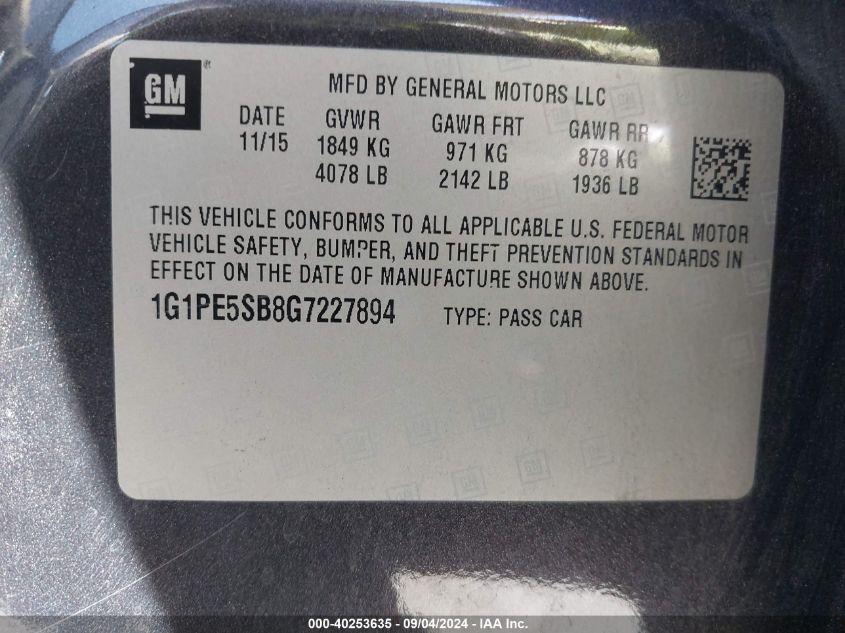 GM
MFD BY GENERAL MOTORS LLC
DATE GVWR GAWR FRT GAWR RR
11/15 1849 KG 971 KG 878 KG
4078 LB 2142 LB 1936 LB
THIS VEHICLE CONFORMS TO ALL APPLICABLE U.S. FEDERAL MOTOR
VEHICLE SAFETY, BUMPER, AND THEFT PREVENTION STANDARDS IN
EFFECT ON THE DATE OF MANUFACTURE SHOWN ABOVE.
1G1PE5SB8G7227894 TYPE: PASS CAR
000-40253635 - 09/04/2024 - IAA Inc.